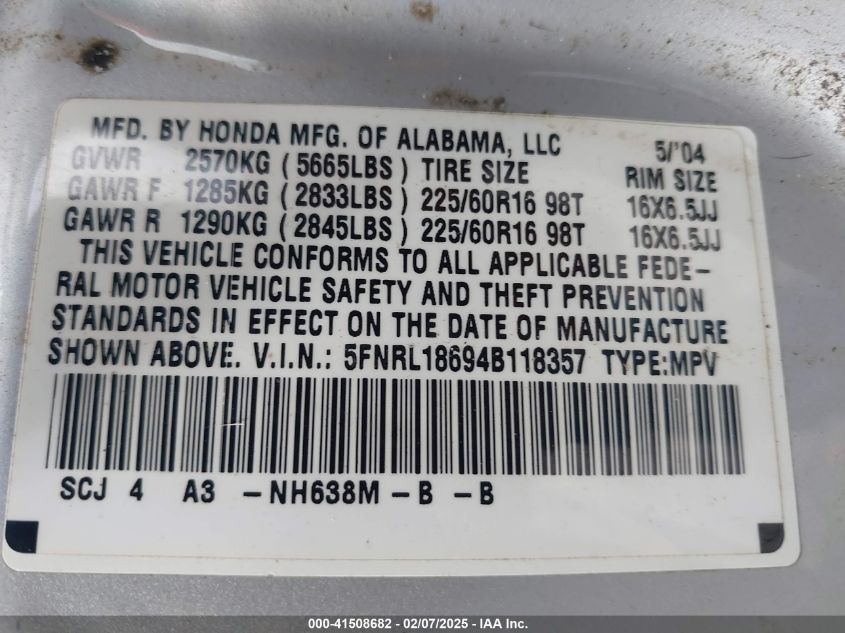 MFD. BY HONDA MFG. OF ALABAMA, LLC 5/'04
GVWR 2570KG (5665LBS) TIRE SIZE RIM SIZE
GAWR F 1285KG (2833LBS) 225/60R16 98T 16X6.5JJ
GAWR R 1290KG (2845LBS) 225/60R16 98T 16X6.5JJ
THIS VEHICLE CONFORMS TO ALL APPLICABLE FEDE-
RAL MOTOR VEHICLE SAFETY AND THEFT PREVENTION
STANDARDS IN EFFECT ON THE DATE OF MANUFACTURE
SHOWN ABOVE. V.I.N.: 5FNRL18694B118357 TYPE:MPV
SCJ 4 A3 -NH638M -B -B
000-41508682 - 02/07/2025 - IAA Inc.